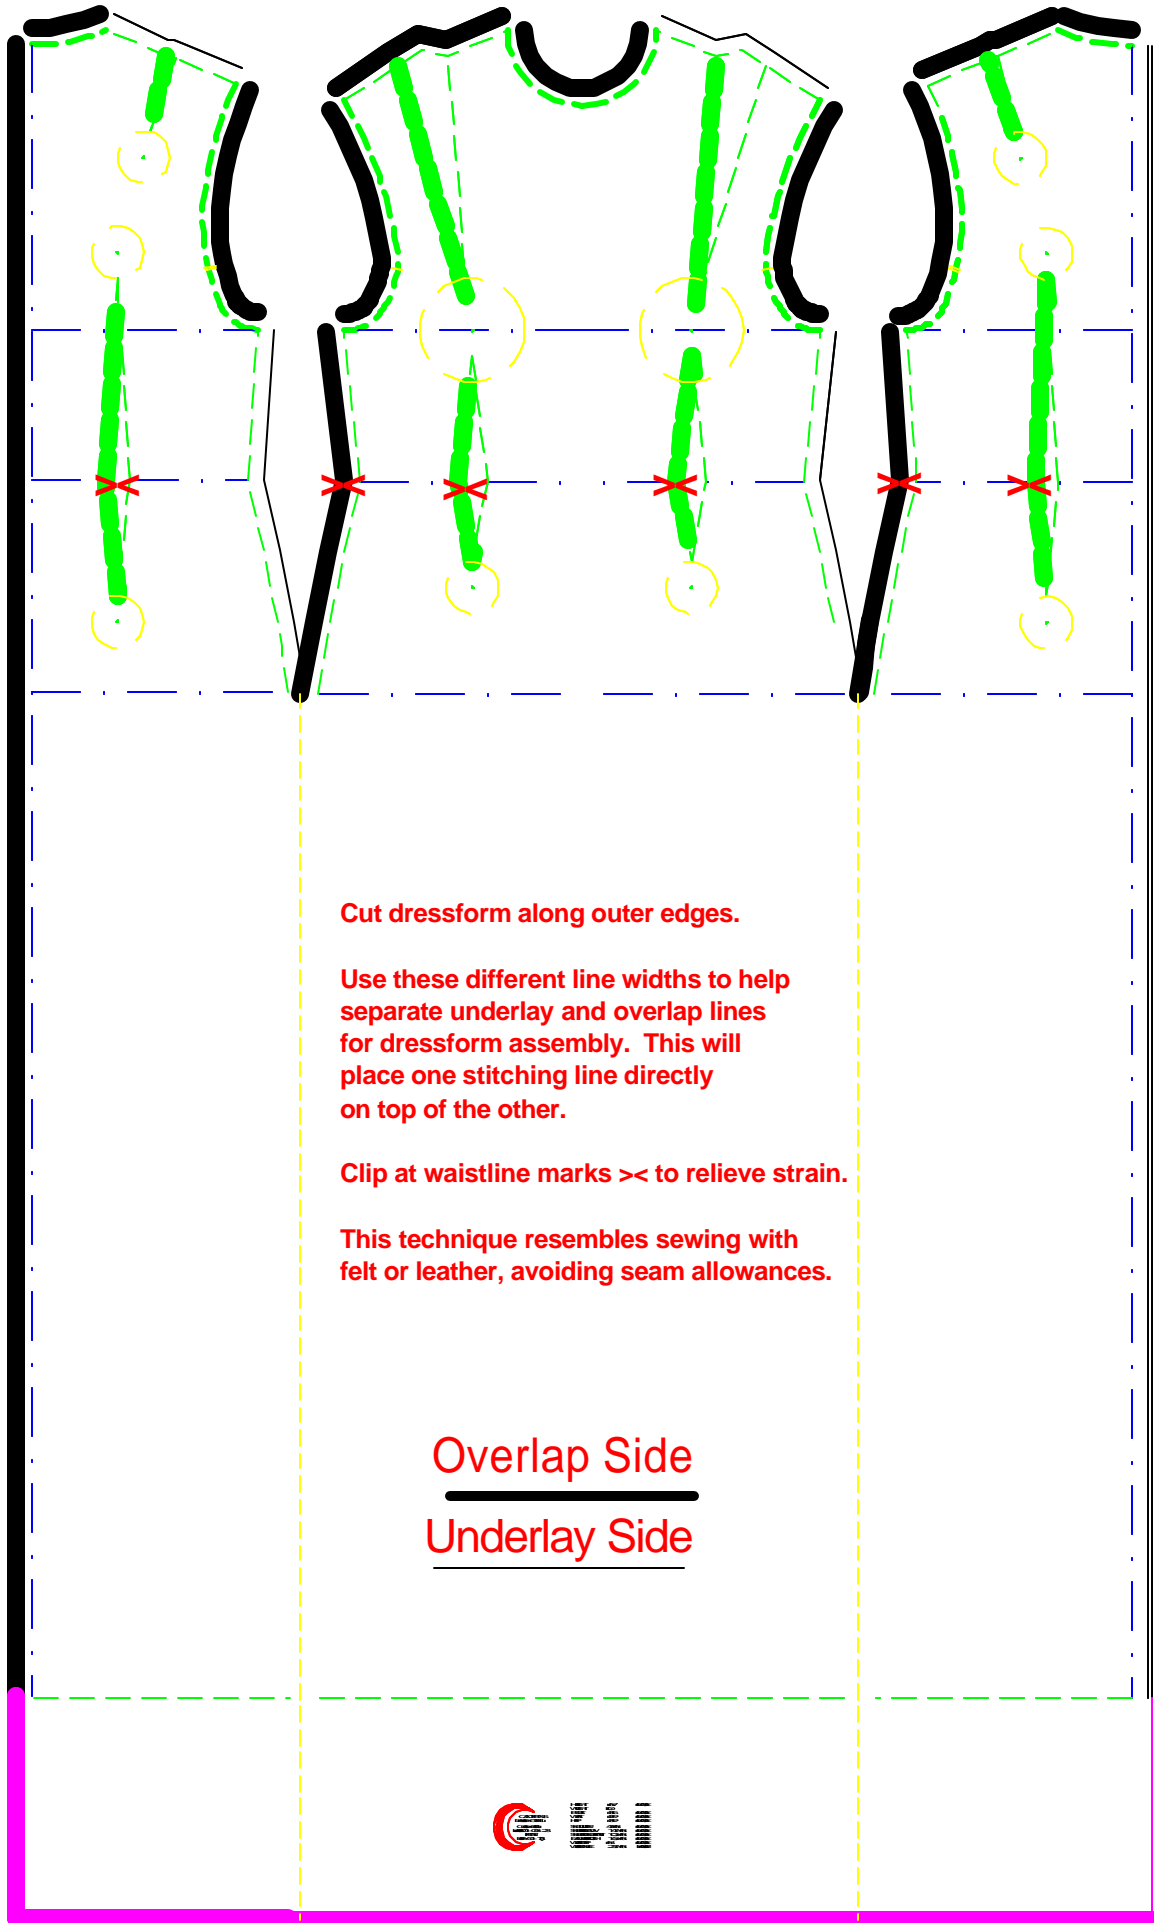 ><
><
><
><
><
><
Cut dressform along outer edges.
Use these different line widths to help
separate underlay and overlap lines
for dressform assembly.  This will
place one stitching line directly
on top of the other.
Clip at waistline marks >< to relieve strain.
This technique resembles sewing with
felt or leather, avoiding seam allowances.
Overlap Side
Underlay Side